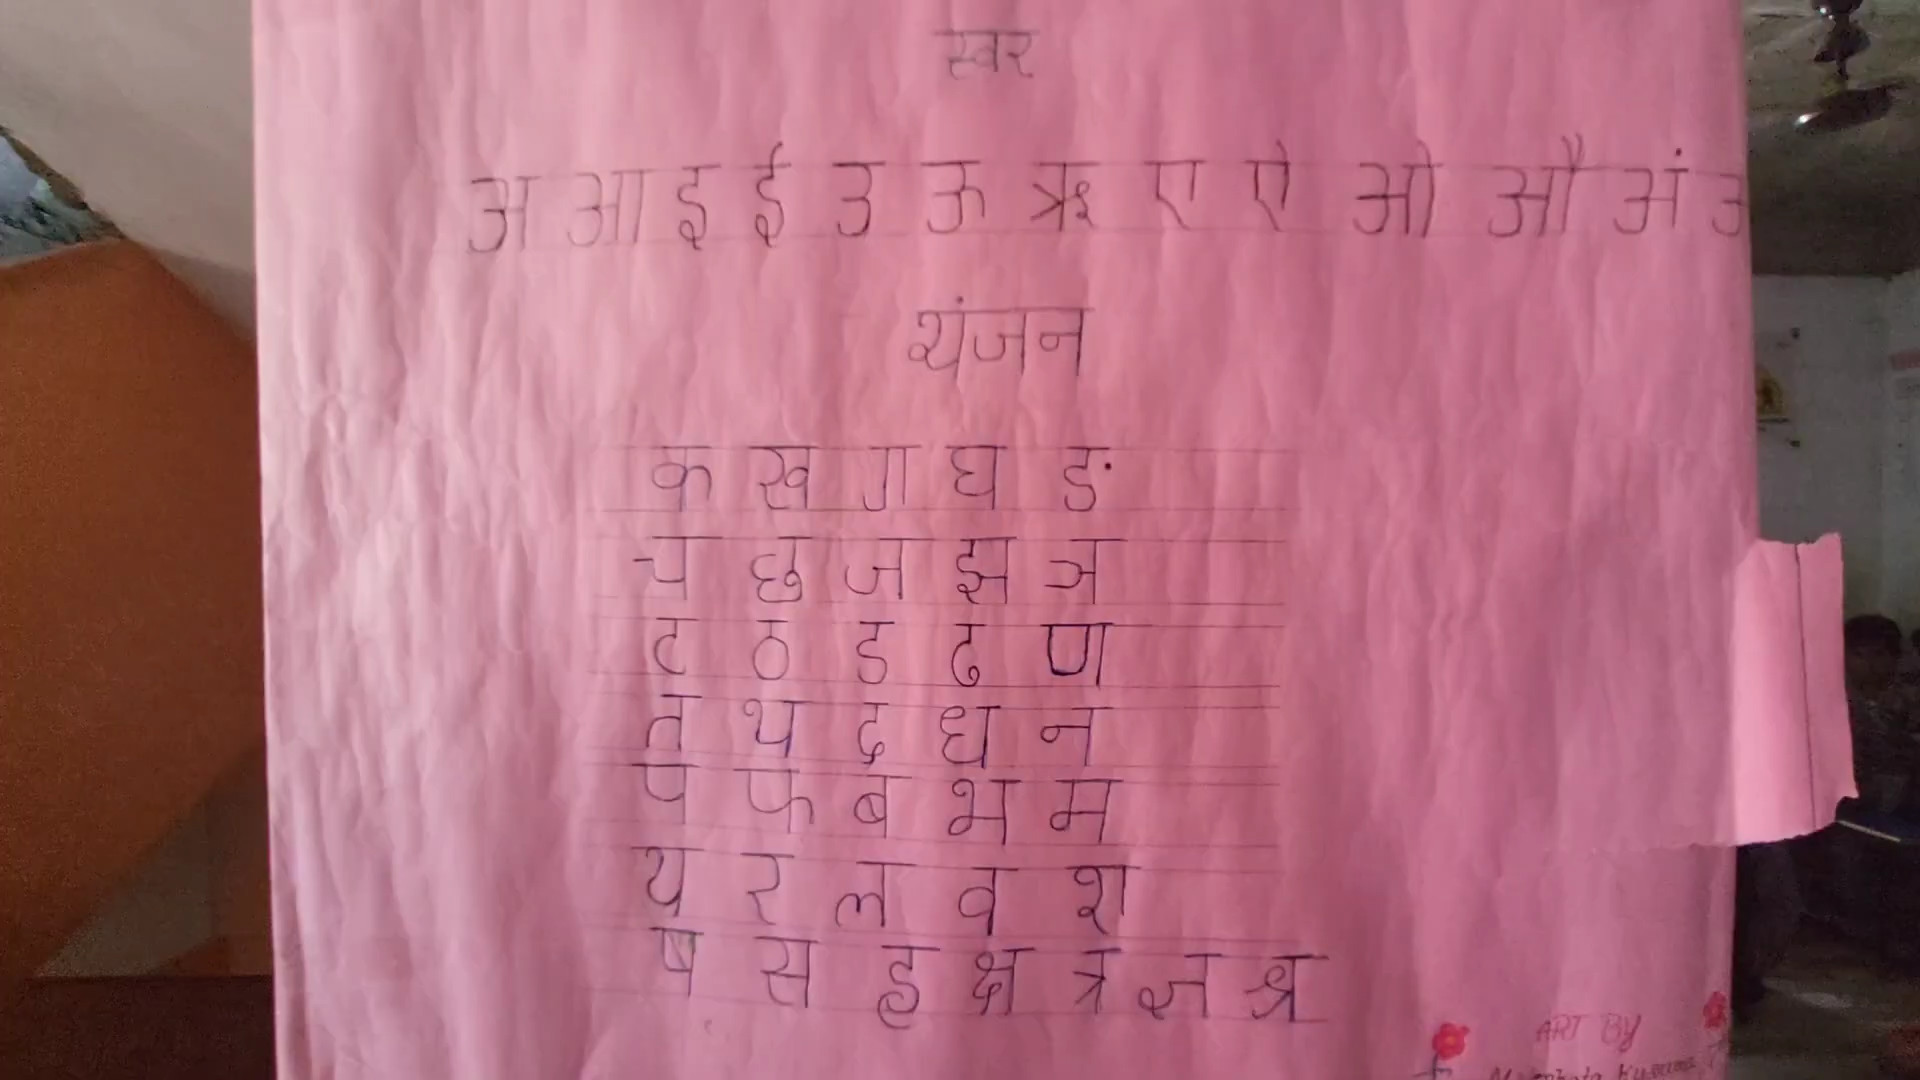 स्वर
अ आ इ ई उ ऊ ऋ ए ऐ ओ औ अं
व्यंजन
क ख ग घ ङ
च छ ज झ ञ
ट ठ ड ढ ण
त थ द ध न
प फ ब भ म
य र ल व श
ष स ह क्ष त्र ज्ञ श्र
ART BY